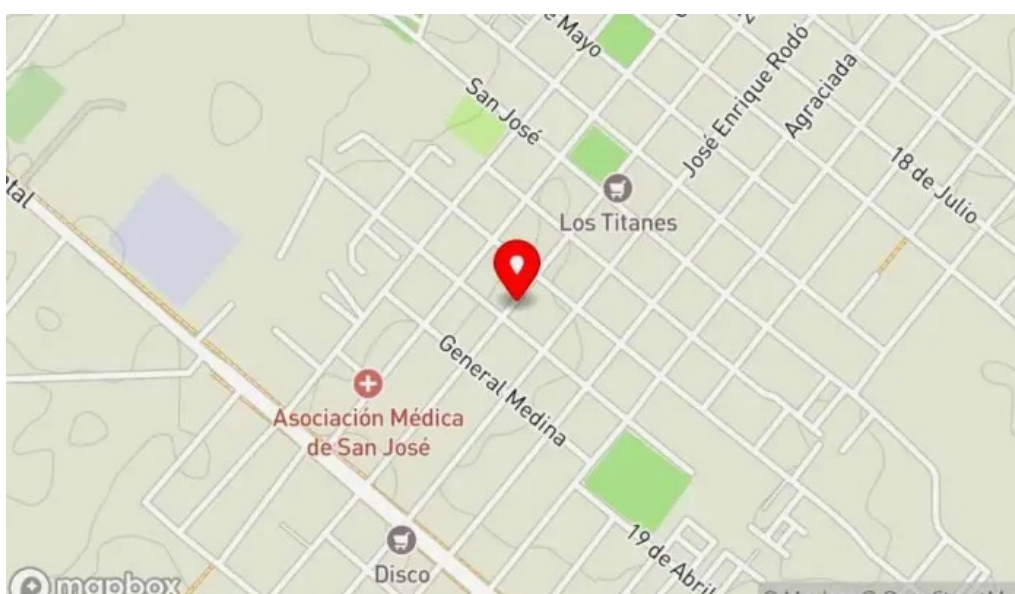 de Mayo
San José
José Enrique Rodó
Agraciada
18 de Julio
Los Titanes
General Medina
Asociación Médica
de San José
19 de Abril
Disco
mapbox